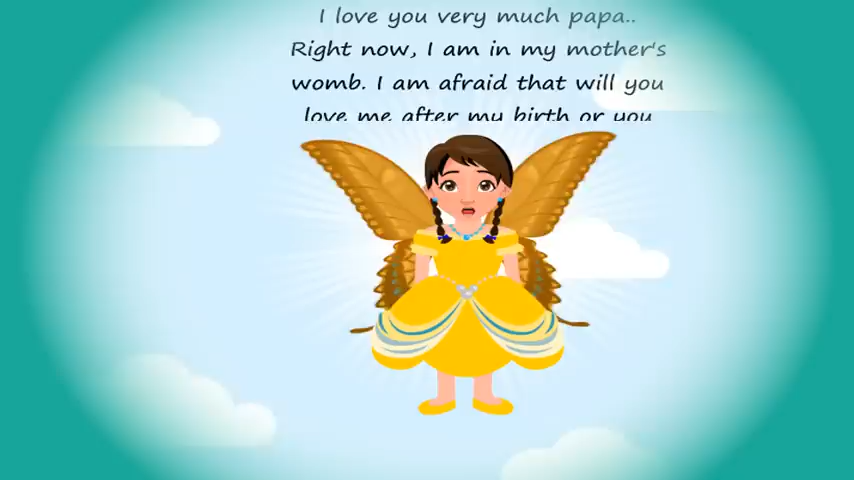 I love you very much papa..
Right now, I am in my mother's
womb. I am afraid that will you
love me after my birth or you